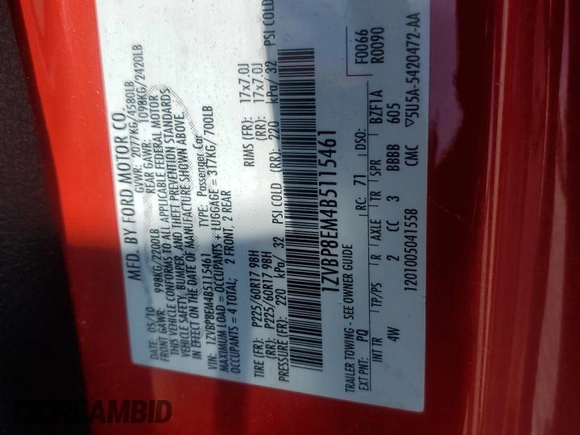 MFD. BY FORD MOTOR CO.
DATE: 05/10 GVWR: 2077KG/4580LB
FRONT GAWR: 998KG/2200LB REAR GAWR: 1098KG/2420LB
THIS VEHICLE CONFORMS TO ALL APPLICABLE FEDERAL MOTOR
VEHICLE SAFETY, BUMPER, AND THEFT PREVENTION STANDARDS
IN EFFECT ON THE DATE OF MANUFACTURE SHOWN ABOVE.
VIN: 1ZVBP8EM4B5115461 TYPE: Passenger Car
MAXIMUM LOAD = OCCUPANTS + LUGGAGE = 317KG/ 700LB
OCCUPANTS = 4 TOTAL; 2 FRONT, 2 REAR
TIRE (FR): P225/60R17 98H RIMS (FR): 17x7.0J
(RR): P225/60R17 98H (RR): 17x7.0J
PRESSURES (FR): 220 kPa/ 32 PSI COLD (RR): 220 kPa/ 32 PSI COLD
1ZVBP8EM4B5115461
TRAILER TOWING - SEE OWNER GUIDE F0066
EXT PNT: PQ RC: 71 DSO: R0090
INT TR TP/PS R AXLE TR SPR BZF1A
4W 2 CC 3 BBBB 605
1201005041558 CMC ▽5U5A-5420472-AA
DREAMBID